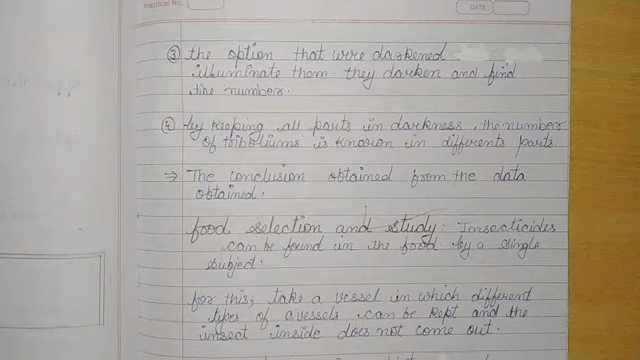 Practical No.
DATE:
③ the option that were darkened
illuminate them. they darken and find
the number.
④ by keeping all parts in darkness, the number
of triboliums is known in differents parts
⇒ The conclusion obtained from the data
obtained.
food selection and study: Insecticides
can be found in the food by a single
subject.
for this, take a vessel in which different
types of a vessels can be kept and the
insect inside does not come out.